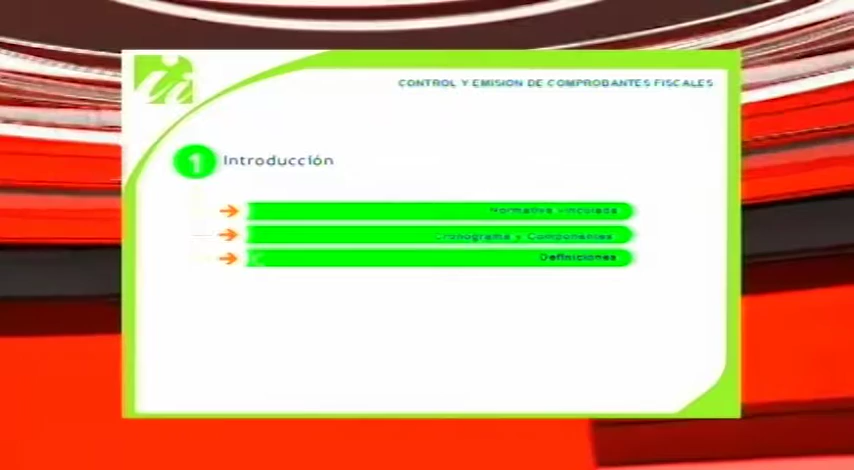 CONTROL Y EMISION DE COMPROBANTES FISCALES
1 Introducción
Normativa vinculada
Cronograma y Componentes
Definiciones